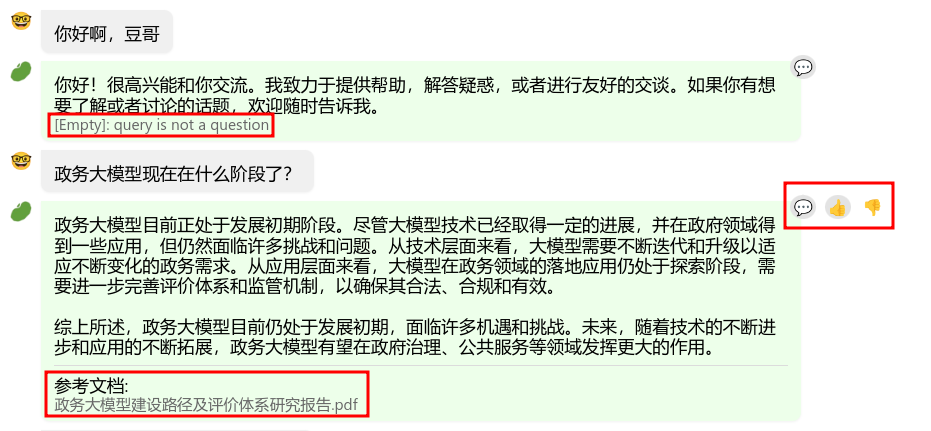 你好啊，豆哥
你好！很高兴能和你交流。我致力于提供帮助，解答疑惑，或者进行友好的交谈。如果你有想
要了解或者讨论的话题，欢迎随时告诉我。
[Empty]: query is not a question
政务大模型现在在什么阶段了？
政务大模型目前正处于发展初期阶段。尽管大模型技术已经取得一定的进展，并在政府领域得
到一些应用，但仍然面临许多挑战和问题。从技术层面来看，大模型需要不断迭代和升级以适
应不断变化的政务需求。从应用层面来看，大模型在政务领域的落地应用仍处于探索阶段，需
要进一步完善评价体系和监管机制，以确保其合法、合规和有效。
综上所述，政务大模型目前仍处于发展初期，面临许多机遇和挑战。未来，随着技术的不断进
步和应用的不断拓展，政务大模型有望在政府治理、公共服务等领域发挥更大的作用。
参考文档:
政务大模型建设路径及评价体系研究报告.pdf